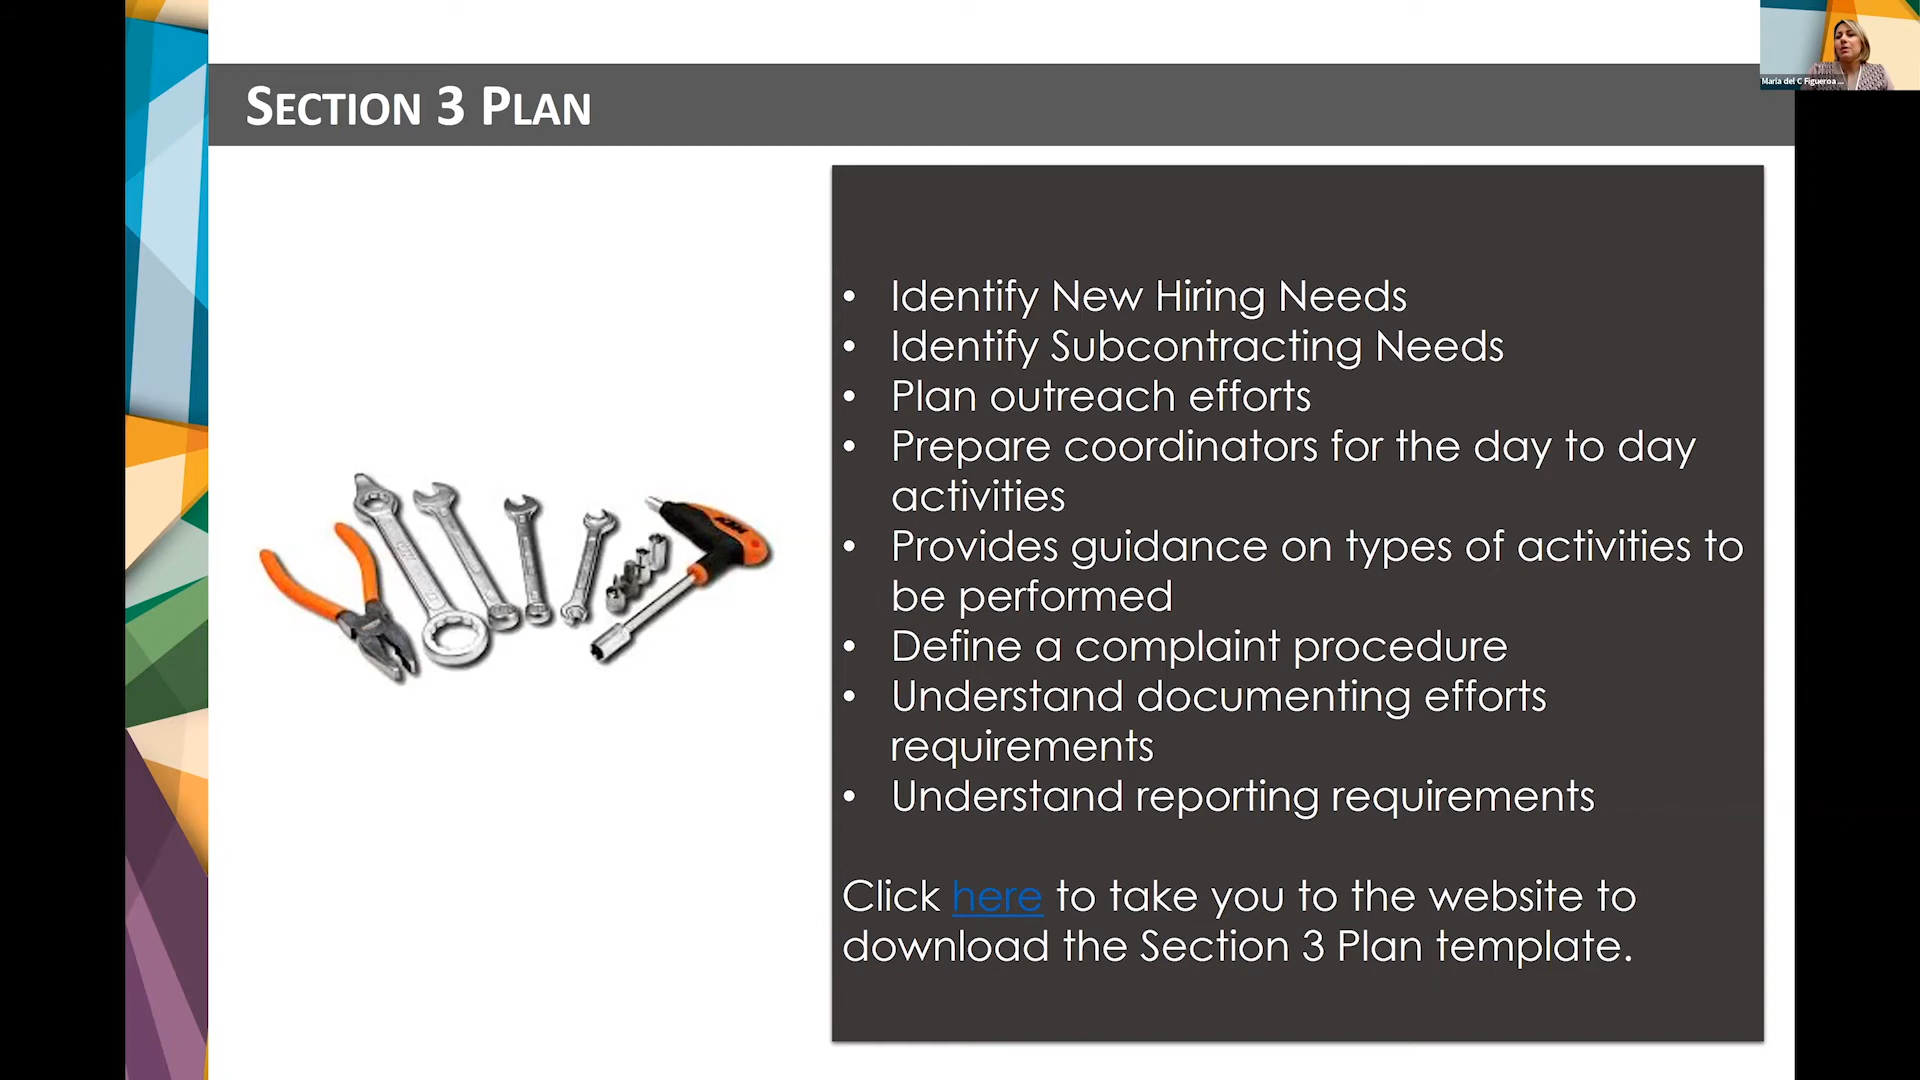 SECTION 3 PLAN
Maria del C Figueroa ...
• Identify New Hiring Needs
• Identify Subcontracting Needs
• Plan outreach efforts
• Prepare coordinators for the day to day
activities
• Provides guidance on types of activities to
be performed
• Define a complaint procedure
• Understand documenting efforts
requirements
• Understand reporting requirements
Click here to take you to the website to
download the Section 3 Plan template.